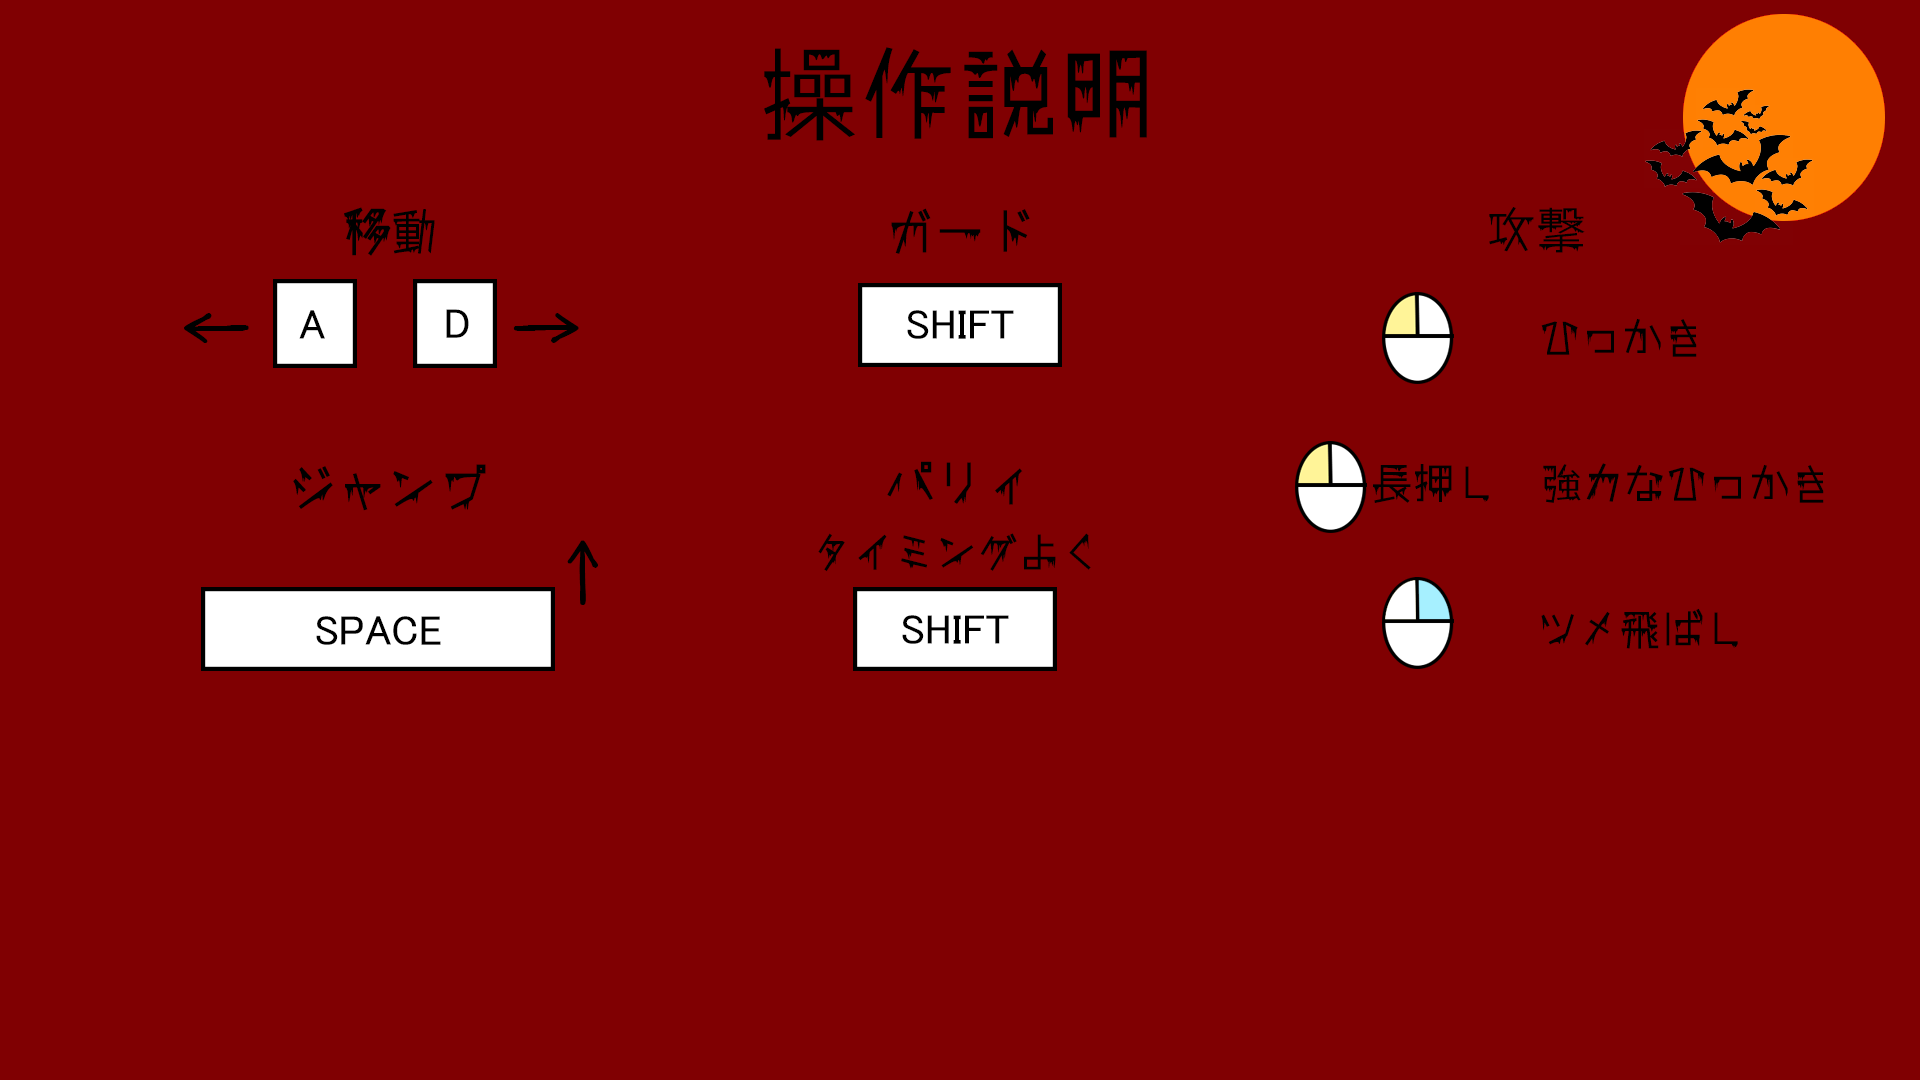 操作説明
移動
A D
ジャンプ
SPACE
ガード
SHIFT
パリィ
タイミングよく
SHIFT
攻撃
ひっかき
長押し 強力なひっかき
ツメ飛ばし